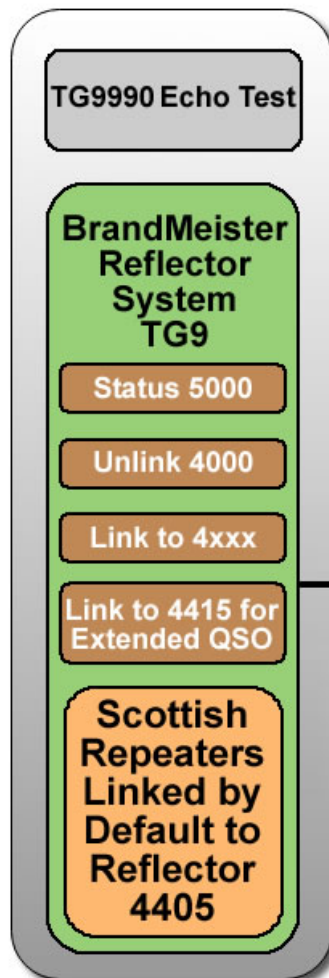 TG9990 Echo Test
BrandMeister
Reflector
System
TG9
Status 5000
Unlink 4000
Link to 4xxx
Link to 4415 for
Extended QSO
Scottish
Repeaters
Linked by
Default to
Reflector
4405